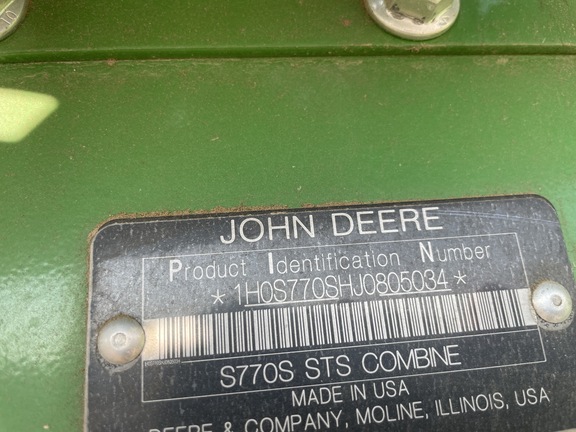 JOHN DEERE
Product Identification Number
*1H0S770SHJ0805034*
S770S STS COMBINE
MADE IN USA
DEERE & COMPANY, MOLINE, ILLINOIS, USA